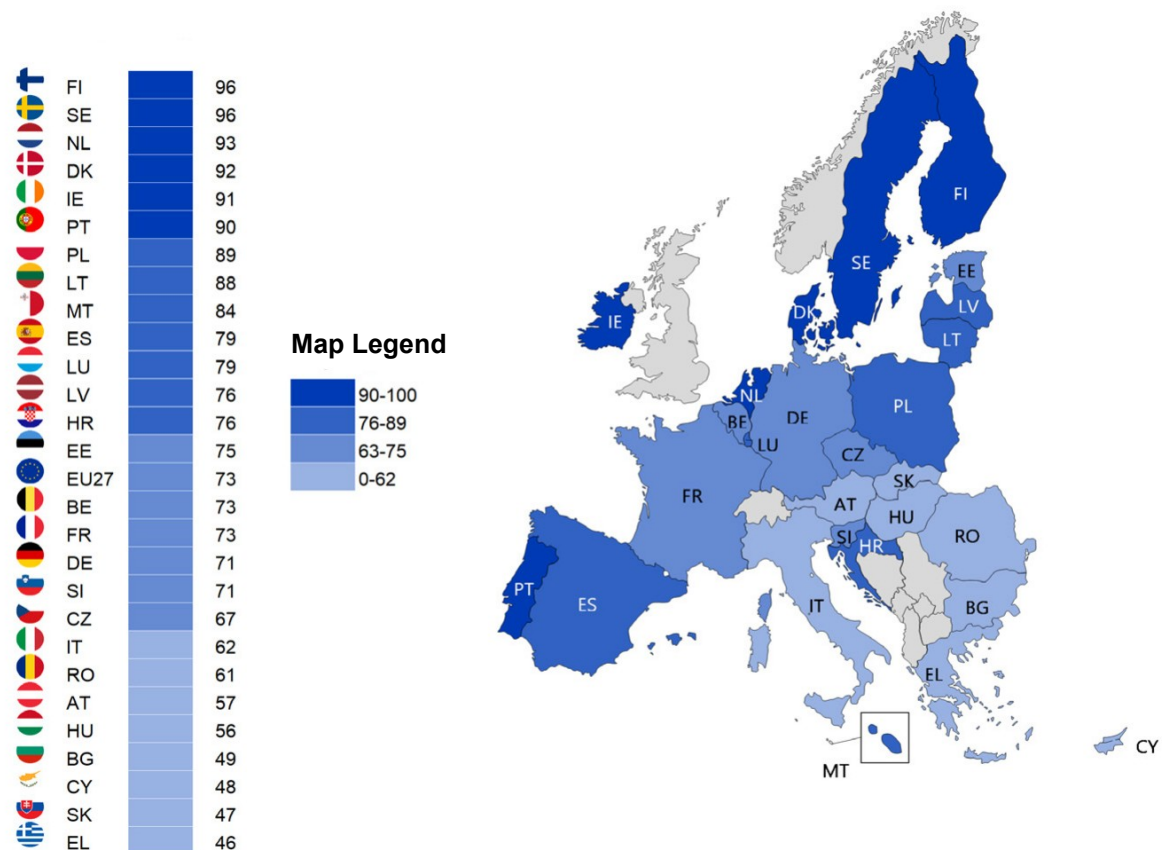 FI 96
SE 96
NL 93
DK 92
IE 91
PT 90
PL 89
LT 88
MT 84
ES 79
LU 79
LV 76
HR 76
EE 75
EU27 73
BE 73
FR 73
DE 71
SI 71
CZ 67
IT 62
RO 61
AT 57
HU 56
BG 49
CY 48
SK 47
EL 46
Map Legend
90-100
76-89
63-75
0-62
FI
SE
EE
LV
DK
IE
LT
NL
PL
DE
BE
LU
CZ
SK
FR
AT
HU
RO
SI
HR
PT
ES
IT
BG
EL
CY
MT